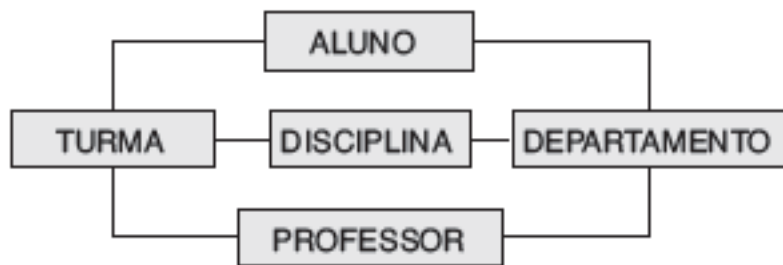 ALUNO
TURMA
DISCIPLINA
DEPARTAMENTO
PROFESSOR